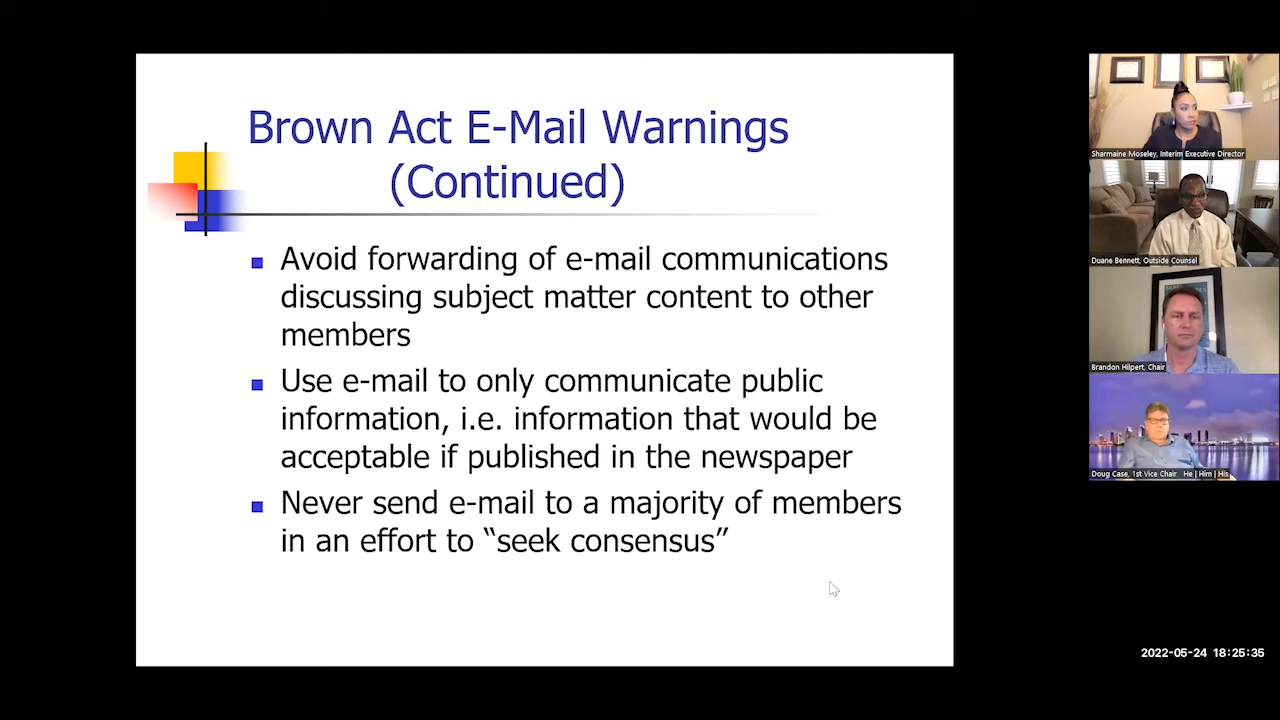 Brown Act E-Mail Warnings
(Continued)
Avoid forwarding of e-mail communications
discussing subject matter content to other
members
Use e-mail to only communicate public
information, i.e. information that would be
acceptable if published in the newspaper
Never send e-mail to a majority of members
in an effort to “seek consensus”
Sharmaine Moseley, Interim Executive Director
Duane Bennett, Outside Counsel
Brandon Hilpert, Chair
Doug Case, 1st Vice Chair He | Him | His
2022-05-24 18:25:35